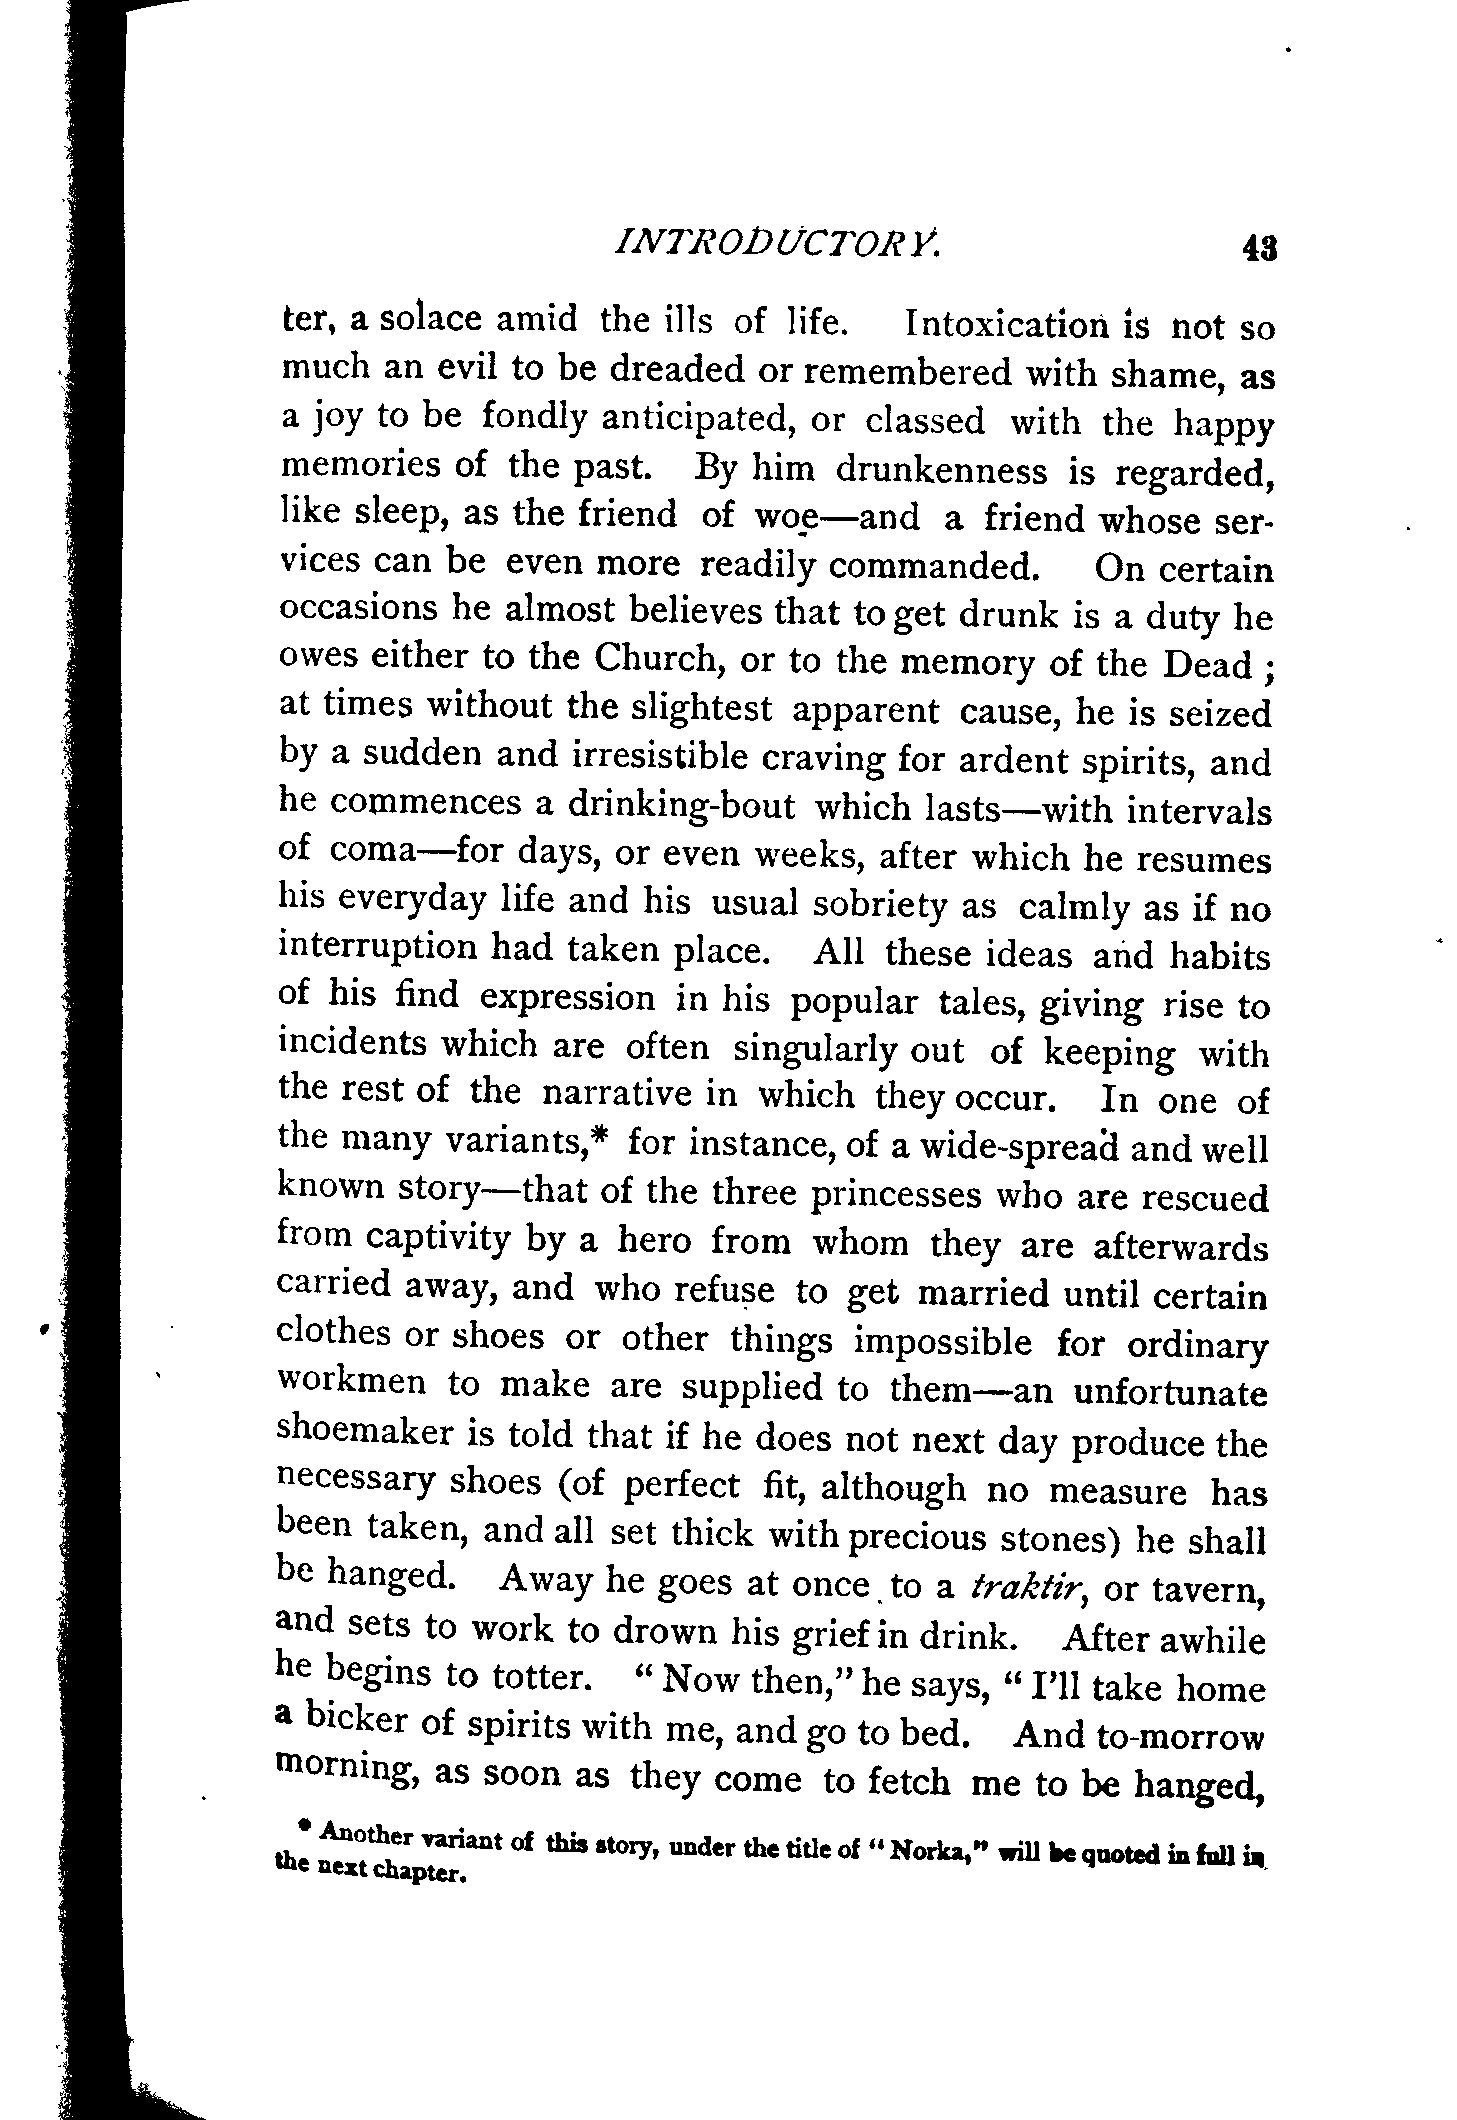 INTRODUCTORY. 43
ter, a solace amid the ills of life. Intoxication is not so
much an evil to be dreaded or remembered with shame, as
a joy to be fondly anticipated, or classed with the happy
memories of the past. By him drunkenness is regarded,
like sleep, as the friend of woe—and a friend whose ser-
vices can be even more readily commanded. On certain
occasions he almost believes that to get drunk is a duty he
owes either to the Church, or to the memory of the Dead ;
at times without the slightest apparent cause, he is seized
by a sudden and irresistible craving for ardent spirits, and
he commences a drinking-bout which lasts—with intervals
of coma—for days, or even weeks, after which he resumes
his everyday life and his usual sobriety as calmly as if no
interruption had taken place. All these ideas and habits
of his find expression in his popular tales, giving rise to
incidents which are often singularly out of keeping with
the rest of the narrative in which they occur. In one of
the many variants,* for instance, of a wide-spread and well
known story—that of the three princesses who are rescued
from captivity by a hero from whom they are afterwards
carried away, and who refuse to get married until certain
clothes or shoes or other things impossible for ordinary
workmen to make are supplied to them—an unfortunate
shoemaker is told that if he does not next day produce the
necessary shoes (of perfect fit, although no measure has
been taken, and all set thick with precious stones) he shall
be hanged. Away he goes at once to a traktir, or tavern,
and sets to work to drown his grief in drink. After awhile
he begins to totter. "Now then," he says, "I'll take home
a bicker of spirits with me, and go to bed. And to-morrow
morning, as soon as they come to fetch me to be hanged,
* Another variant of this story, under the title of "Norka," will be quoted in full in
the next chapter.